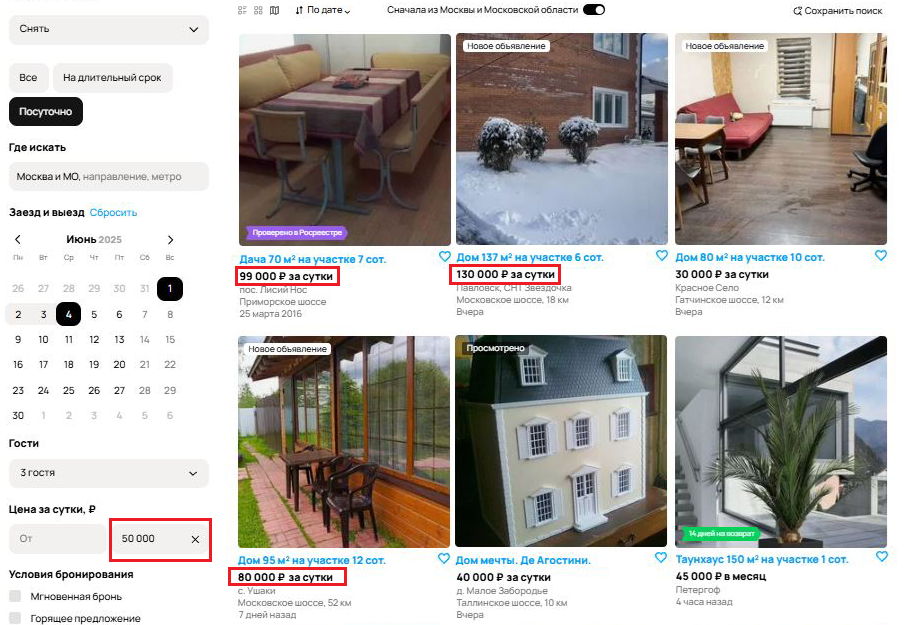 Снять
Все
На длительный срок
Посуточно
Где искать
Москва и МО, направление, метро
Заезд и выезд Сбросить
Июнь 2025
Пн Вт Ср Чт Пт Сб Вс
26 27 28 29 30 31 1
2 3 4 5 6 7 8
9 10 11 12 13 14 15
16 17 18 19 20 21 22
23 24 25 26 27 28 29
30 1 2 3 4 5 6
Гости
3 гостя
Цена за сутки, ₽
От
50 000
Условия бронирования
Мгновенная бронь
Горящее предложение
По дате
Сначала из Москвы и Московской области
Сохранить поиск
Проверено в Росреестре
Дача 70 м² на участке 7 сот.
99 000 ₽ за сутки
пос. Лисий Нос
Приморское шоссе
25 марта 2016
Новое объявление
Дом 137 м² на участке 6 сот.
130 000 ₽ за сутки
Павловск, СНТ Звездочка
Московское шоссе, 18 км
Вчера
Новое объявление
Дом 80 м² на участке 10 сот.
30 000 ₽ за сутки
Красное Село
Гатчинское шоссе, 12 км
Вчера
Новое объявление
Дом 95 м² на участке 12 сот.
80 000 ₽ за сутки
с. Ушаки
Московское шоссе, 52 км
7 дней назад
Просмотрено
Дом мечты. Де Агостини.
40 000 ₽ за сутки
д. Малое Забородье
Таллинское шоссе, 10 км
Вчера
14 дней на возврат
Таунхаус 150 м² на участке 1 сот.
45 000 ₽ в месяц
Петергоф
4 часа назад